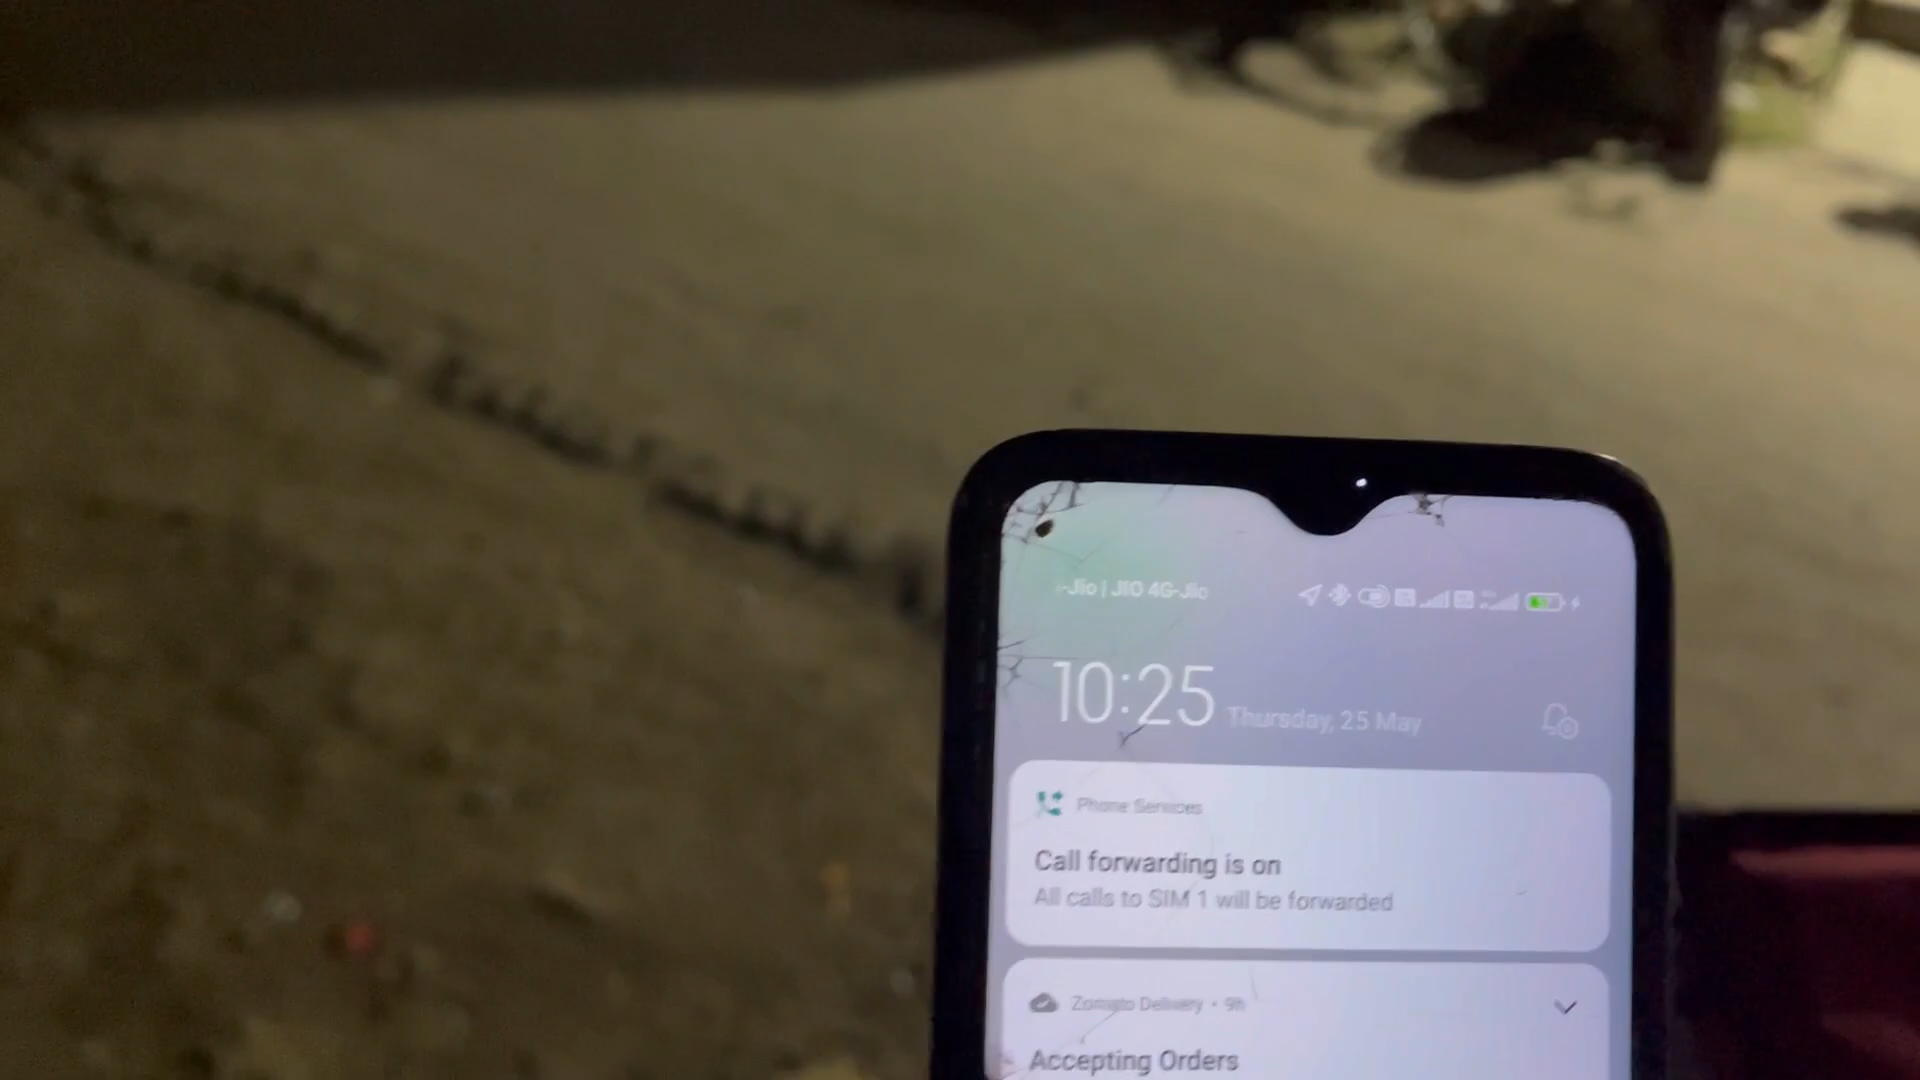 -Jio | JIO 4G-Jio
10:25 Thursday, 25 May
Phone Services
Call forwarding is on
All calls to SIM 1 will be forwarded
Zomato Delivery • 9h
Accepting Orders